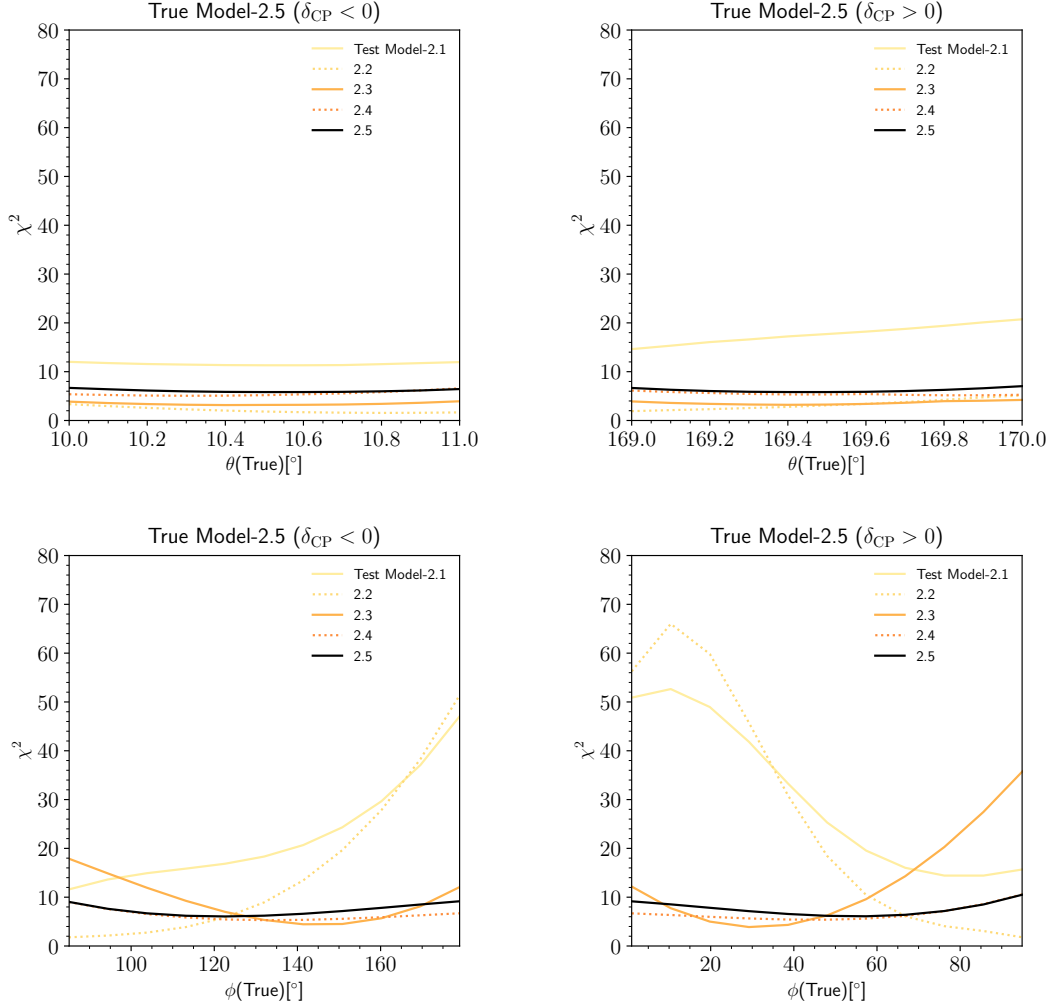 True Model-2.5 (δCP < 0)
80
70
60
50
40
30
20
10
0
χ²
Test Model-2.1
2.2
2.3
2.4
2.5
10.0 10.2 10.4 10.6 10.8 11.0
θ(True)[°]
True Model-2.5 (δCP > 0)
80
70
60
50
40
30
20
10
0
χ²
Test Model-2.1
2.2
2.3
2.4
2.5
169.0 169.2 169.4 169.6 169.8 170.0
θ(True)[°]
True Model-2.5 (δCP < 0)
80
70
60
50
40
30
20
10
0
χ²
Test Model-2.1
2.2
2.3
2.4
2.5
100 120 140 160
ϕ(True)[°]
True Model-2.5 (δCP > 0)
80
70
60
50
40
30
20
10
0
χ²
Test Model-2.1
2.2
2.3
2.4
2.5
20 40 60 80
ϕ(True)[°]